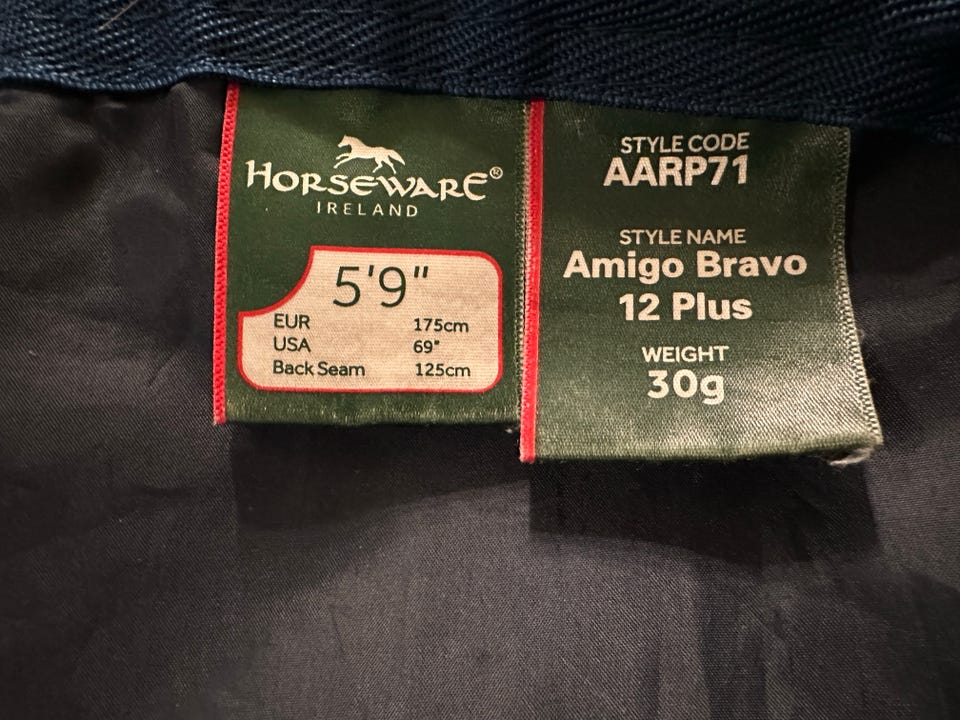 HORSEWARE®
IRELAND
5'9"
EUR 175cm
USA 69"
Back Seam 125cm
STYLE CODE
AARP71
STYLE NAME
Amigo Bravo
12 Plus
WEIGHT
30g